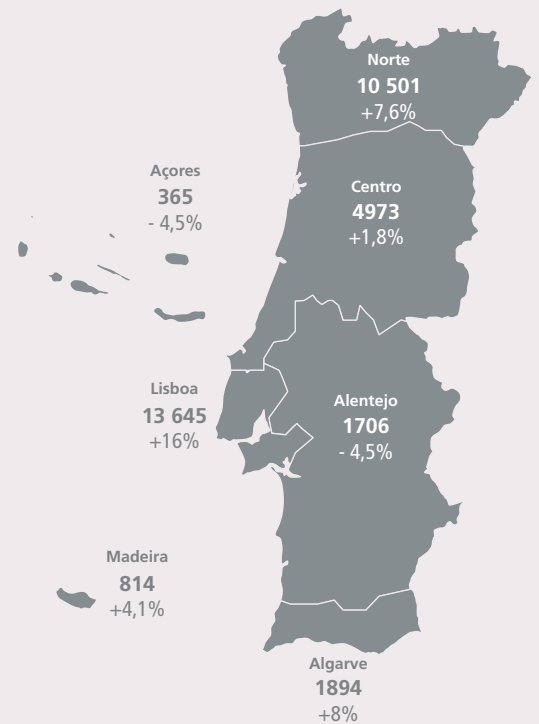 Norte
10 501
+7,6%
Açores
365
- 4,5%
Centro
4973
+1,8%
Lisboa
13 645
+16%
Alentejo
1706
- 4,5%
Madeira
814
+4,1%
Algarve
1894
+8%